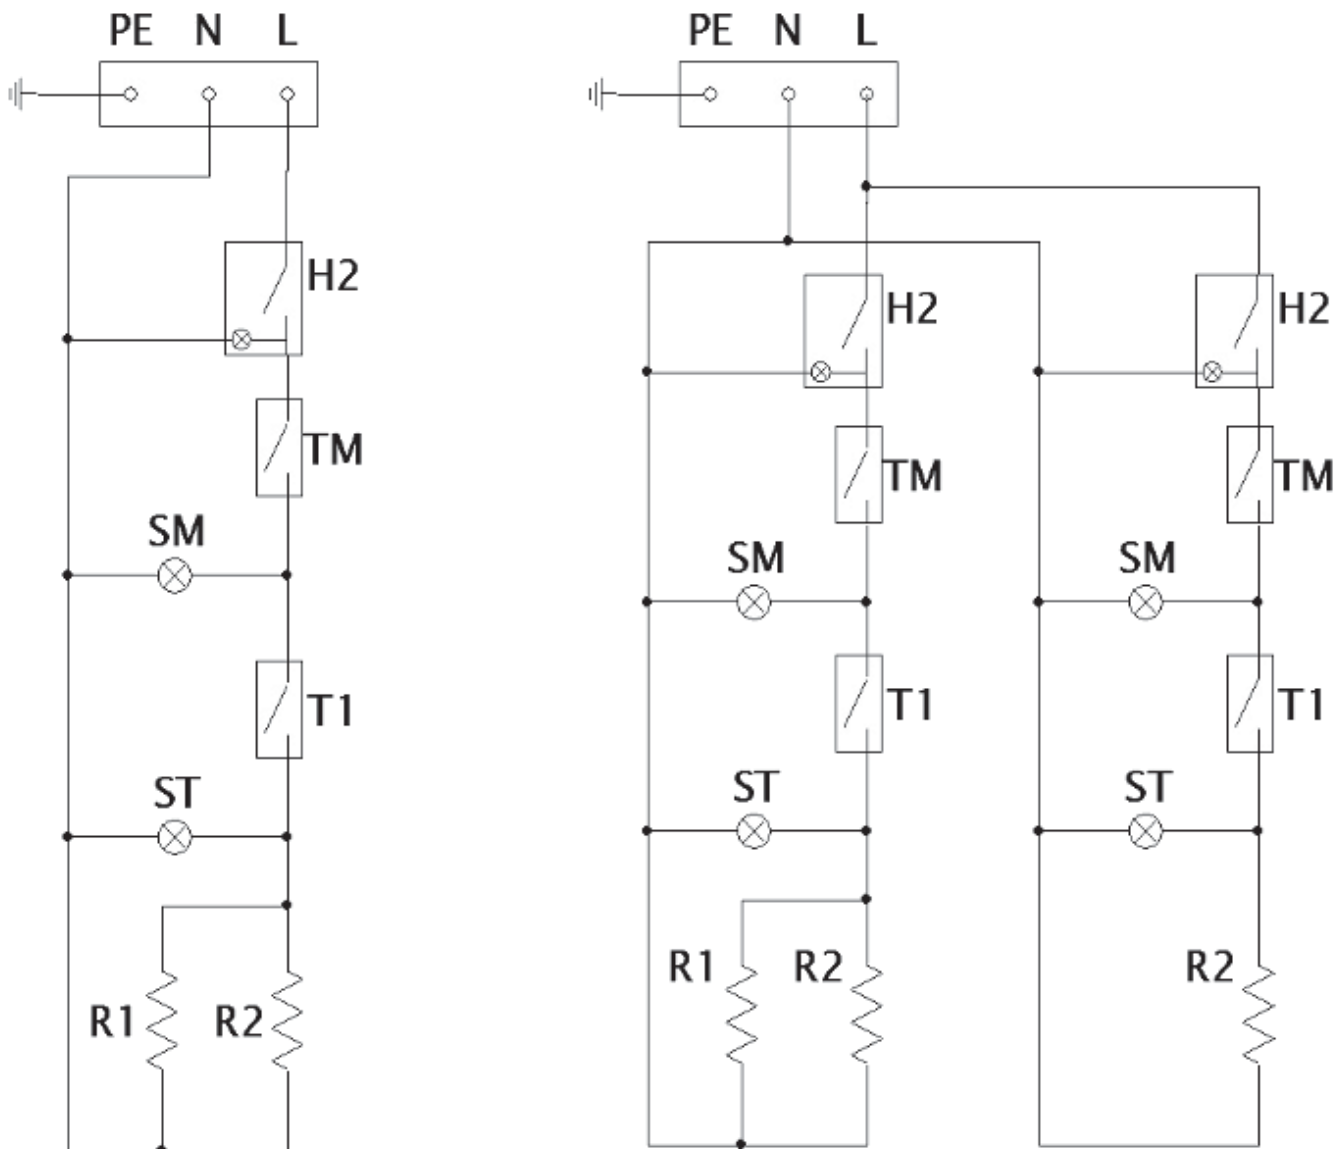 PE N L
H2
TM
SM
T1
ST
R1 R2
PE N L
H2 H2
TM TM
SM SM
T1 T1
ST ST
R1 R2 R2